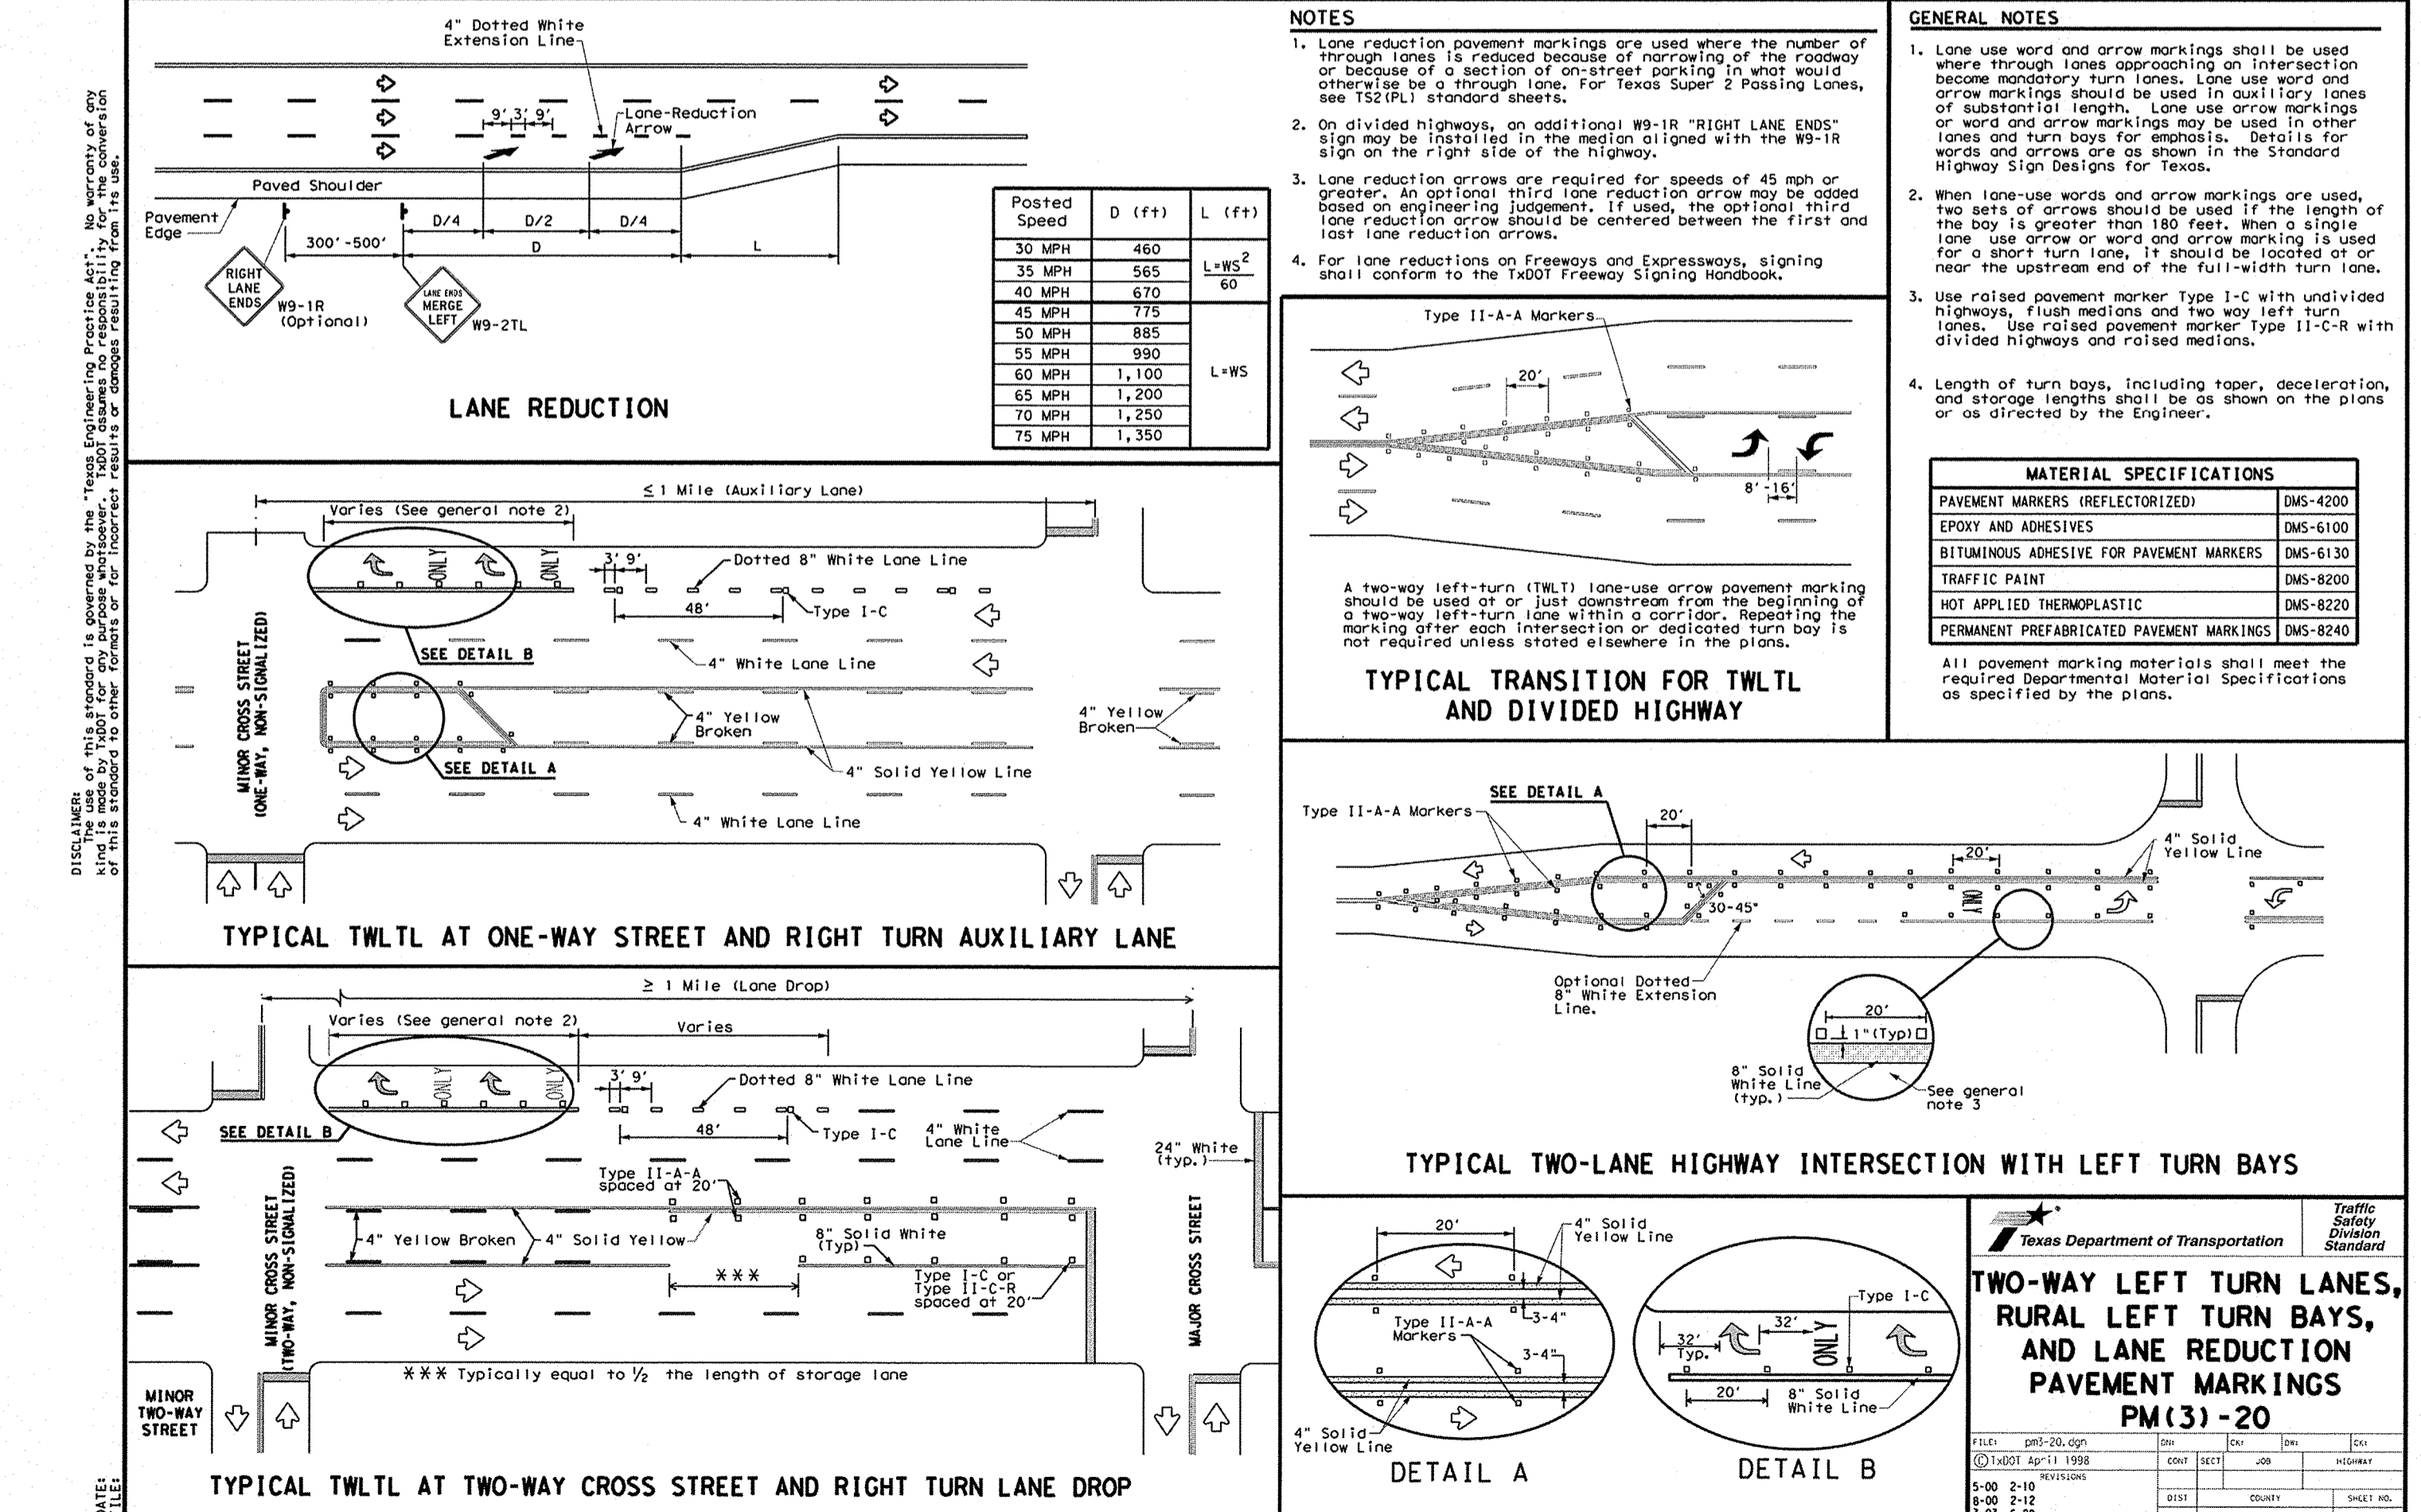 DISCLAIMER:
The use of this standard is governed by the "Texas Engineering Practice Act". No warranty of any
kind is made by TxDOT for any purpose whatsoever. TxDOT assumes no responsibility for the conversion
of this standard to other formats or for incorrect results or damages resulting from its use.
DATE:
FILE:
4" Dotted White
Extension Line
9' 3' 9'
Lane-Reduction
Arrow
Paved Shoulder
Pavement
Edge
D/4
D/2
D/4
300'-500'
D
L
RIGHT
LANE
ENDS
W9-1R
(Optional)
LANE ENDS
MERGE
LEFT
W9-2TL
LANE REDUCTION
Posted
Speed
D (ft)
L (ft)
30 MPH 460
35 MPH 565
40 MPH 670
L=WS²
60
45 MPH 775
50 MPH 885
55 MPH 990
60 MPH 1,100
65 MPH 1,200
70 MPH 1,250
75 MPH 1,350
L=WS
≤ 1 Mile (Auxiliary Lane)
Varies (See general note 2)
ONLY
ONLY
3' 9'
Dotted 8" White Lane Line
48'
Type I-C
SEE DETAIL B
4" White Lane Line
MINOR CROSS STREET
(ONE-WAY, NON-SIGNALIZED)
4" Yellow
Broken
4" Yellow
Broken
SEE DETAIL A
4" Solid Yellow Line
4" White Lane Line
TYPICAL TWLTL AT ONE-WAY STREET AND RIGHT TURN AUXILIARY LANE
≥ 1 Mile (Lane Drop)
Varies (See general note 2)
Varies
ONLY
ONLY
3' 9'
Dotted 8" White Lane Line
SEE DETAIL B
48'
Type I-C
4" White
Lane Line
24" White
(typ.)
Type II-A-A
spaced at 20'
4" Yellow Broken
4" Solid Yellow
8" Solid White
(Typ)
***
Type I-C or
Type II-C-R
spaced at 20'
MINOR CROSS STREET
(TWO-WAY, NON-SIGNALIZED)
MAJOR CROSS STREET
*** Typically equal to ½ the length of storage lane
MINOR
TWO-WAY
STREET
TYPICAL TWLTL AT TWO-WAY CROSS STREET AND RIGHT TURN LANE DROP
NOTES
1. Lane reduction pavement markings are used where the number of
through lanes is reduced because of narrowing of the roadway
or because of a section of on-street parking in what would
otherwise be a through lane. For Texas Super 2 Passing Lanes,
see TS2(PL) standard sheets.
2. On divided highways, an additional W9-1R "RIGHT LANE ENDS"
sign may be installed in the median aligned with the W9-1R
sign on the right side of the highway.
3. Lane reduction arrows are required for speeds of 45 mph or
greater. An optional third lane reduction arrow may be added
based on engineering judgement. If used, the optional third
lane reduction arrow should be centered between the first and
last lane reduction arrows.
4. For lane reductions on Freeways and Expressways, signing
shall conform to the TxDOT Freeway Signing Handbook.
Type II-A-A Markers
20'
8'-16'
A two-way left-turn (TWLT) lane-use arrow pavement marking
should be used at or just downstream from the beginning of
a two-way left-turn lane within a corridor. Repeating the
marking after each intersection or dedicated turn bay is
not required unless stated elsewhere in the plans.
TYPICAL TRANSITION FOR TWLTL
AND DIVIDED HIGHWAY
GENERAL NOTES
1. Lane use word and arrow markings shall be used
where through lanes approaching an intersection
become mandatory turn lanes. Lane use word and
arrow markings should be used in auxiliary lanes
of substantial length. Lane use arrow markings
or word and arrow markings may be used in other
lanes and turn bays for emphasis. Details for
words and arrows are as shown in the Standard
Highway Sign Designs for Texas.
2. When lane-use words and arrow markings are used,
two sets of arrows should be used if the length of
the bay is greater than 180 feet. When a single
lane use arrow or word and arrow marking is used
for a short turn lane, it should be located at or
near the upstream end of the full-width turn lane.
3. Use raised pavement marker Type I-C with undivided
highways, flush medians and two way left turn
lanes. Use raised pavement marker Type II-C-R with
divided highways and raised medians.
4. Length of turn bays, including taper, deceleration,
and storage lengths shall be as shown on the plans
or as directed by the Engineer.
MATERIAL SPECIFICATIONS
PAVEMENT MARKERS (REFLECTORIZED) DMS-4200
EPOXY AND ADHESIVES DMS-6100
BITUMINOUS ADHESIVE FOR PAVEMENT MARKERS DMS-6130
TRAFFIC PAINT DMS-8200
HOT APPLIED THERMOPLASTIC DMS-8220
PERMANENT PREFABRICATED PAVEMENT MARKINGS DMS-8240
All pavement marking materials shall meet the
required Departmental Material Specifications
as specified by the plans.
SEE DETAIL A
Type II-A-A Markers
20'
20'
4" Solid
Yellow Line
ONLY
30-45°
Optional Dotted
8" White Extension
Line.
20'
1" (Typ)
8" Solid
White Line
(typ.)
See general
note 3
TYPICAL TWO-LANE HIGHWAY INTERSECTION WITH LEFT TURN BAYS
20'
4" Solid
Yellow Line
3-4"
Type II-A-A
Markers
3-4"
4" Solid
Yellow Line
DETAIL A
Type I-C
32'
Typ.
32'
ONLY
20'
8" Solid
White Line
DETAIL B
Texas Department of Transportation
Traffic
Safety
Division
Standard
TWO-WAY LEFT TURN LANES,
RURAL LEFT TURN BAYS,
AND LANE REDUCTION
PAVEMENT MARKINGS
PM(3)-20
FILE: pm3-20.dgn DN: CK: DW: CK:
©TxDOT April 1998 CONT SECT JOB HIGHWAY
REVISIONS
5-00 2-10
8-00 2-12
DIST COUNTY SHEET NO.